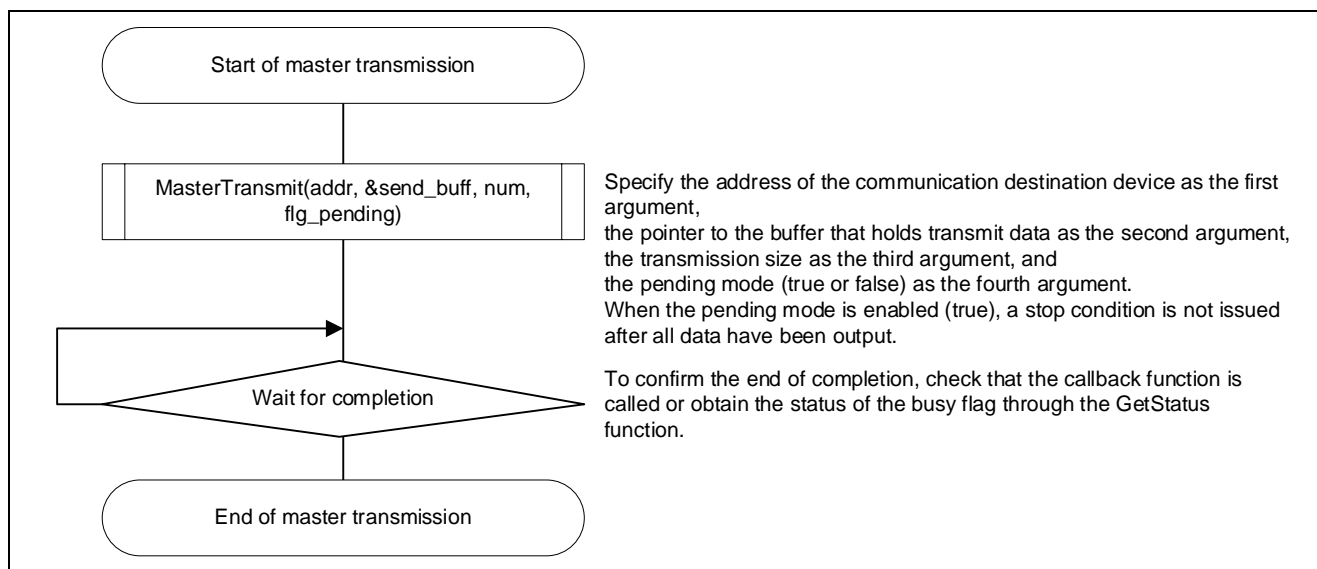 Start of master transmission
MasterTransmit(addr, &send_buff, num,
flg_pending)
Specify the address of the communication destination device as the first
argument,
the pointer to the buffer that holds transmit data as the second argument,
the transmission size as the third argument, and
the pending mode (true or false) as the fourth argument.
When the pending mode is enabled (true), a stop condition is not issued
after all data have been output.
Wait for completion
To confirm the end of completion, check that the callback function is
called or obtain the status of the busy flag through the GetStatus
function.
End of master transmission